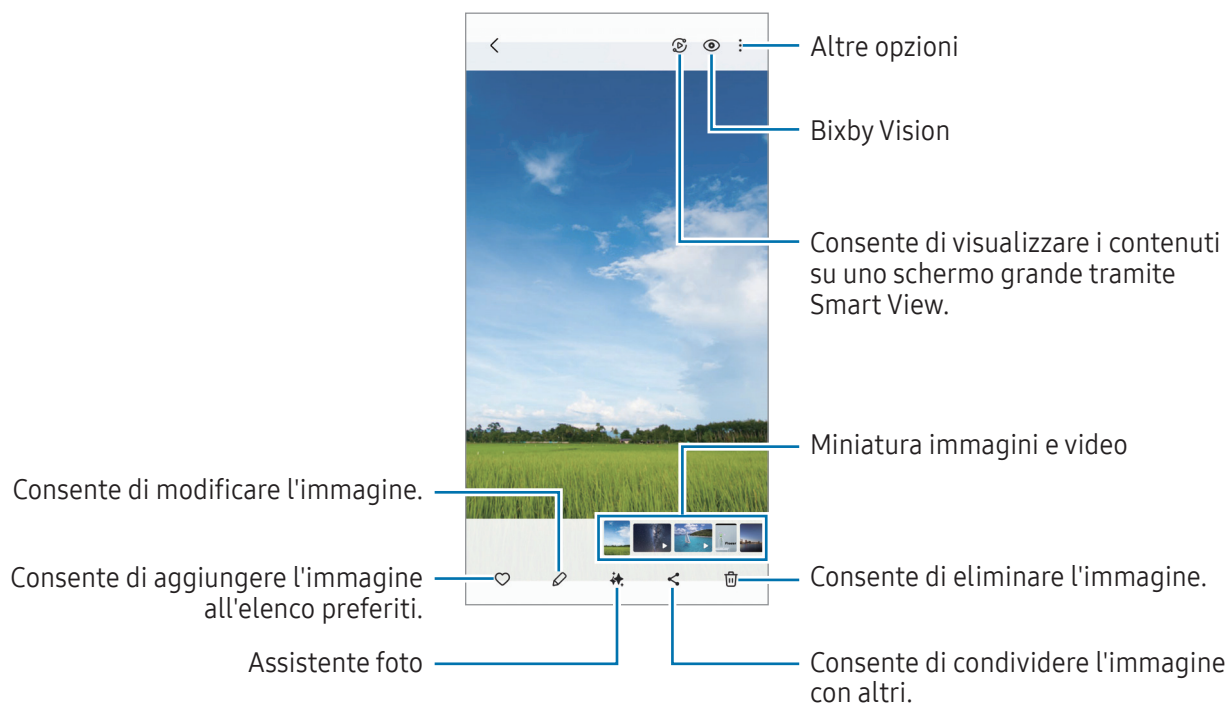 Altre opzioni
Bixby Vision
Consente di visualizzare i contenuti
su uno schermo grande tramite
Smart View.
Miniatura immagini e video
Consente di modificare l'immagine.
Consente di aggiungere l'immagine
all'elenco preferiti.
Consente di eliminare l'immagine.
Assistente foto
Consente di condividere l'immagine
con altri.